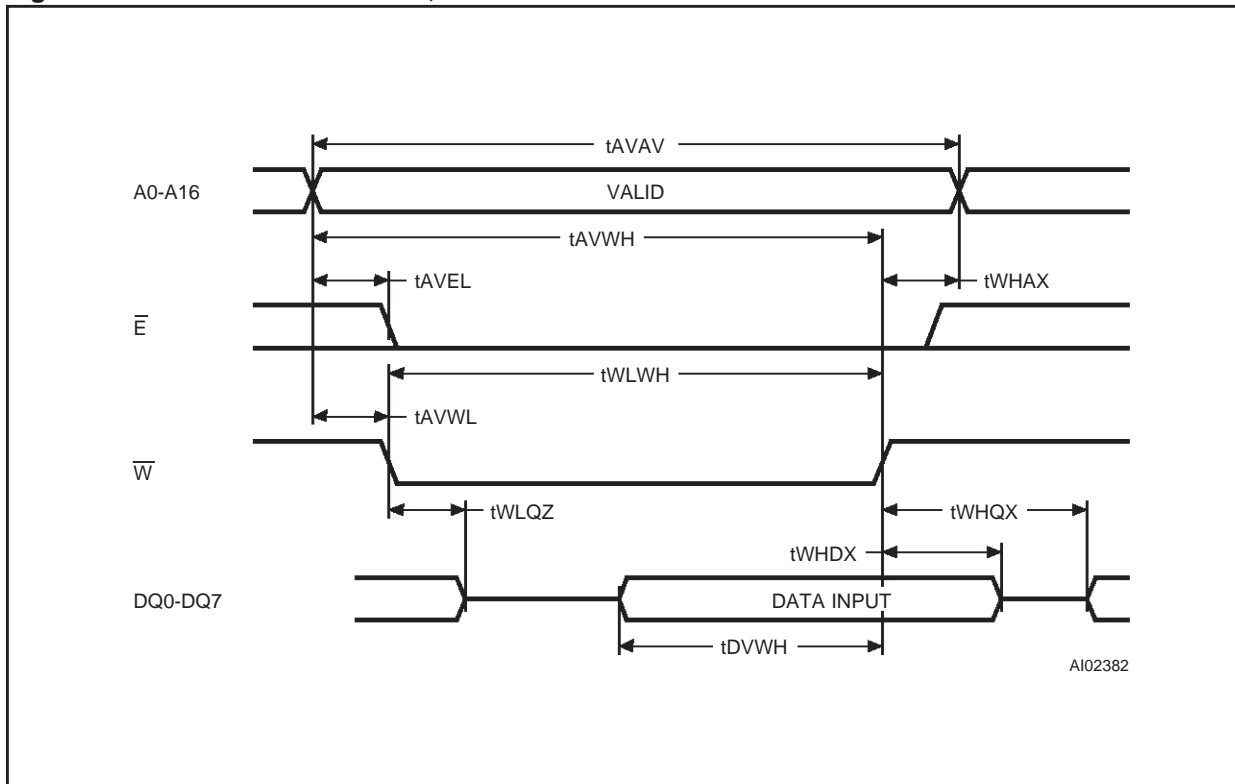 tAVAV
A0-A16
VALID
tAVWH
tAVEL
tWHAX
E
tWLWH
tAVWL
W
tWLQZ
tWHQX
tWHDX
DQ0-DQ7
DATA INPUT
tDVWH
AI02382